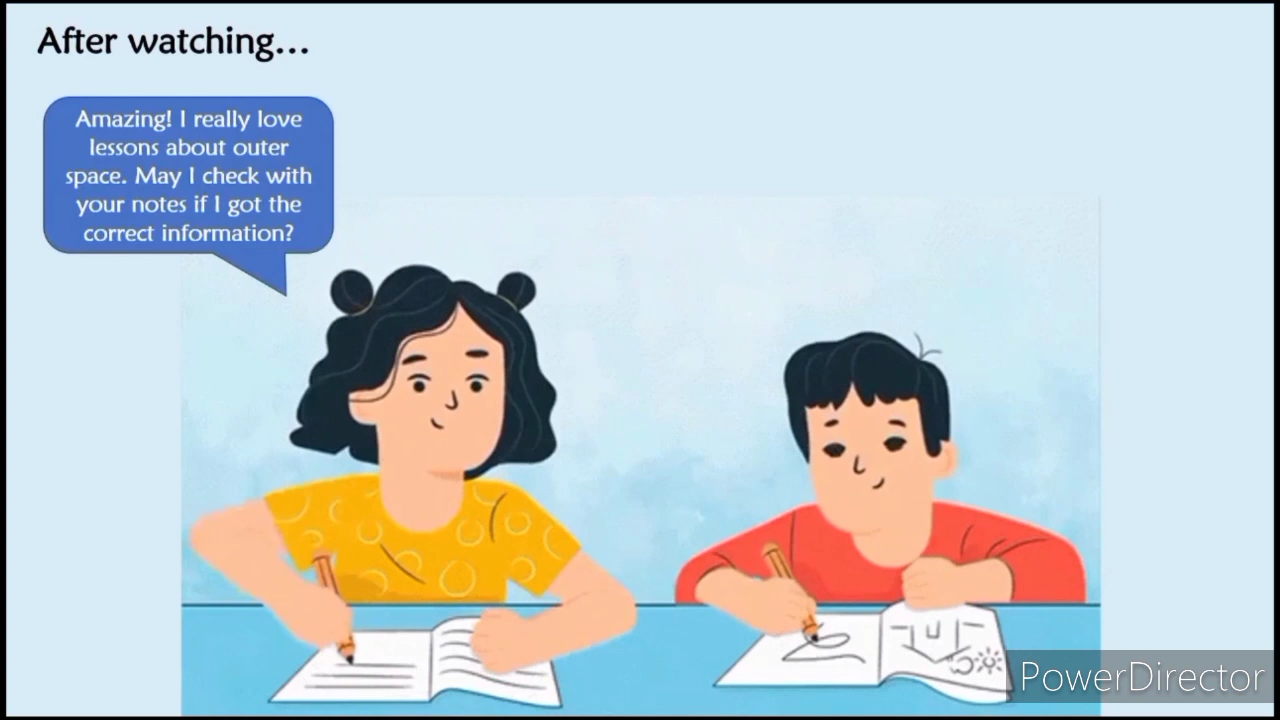 After watching...
Amazing! I really love
lessons about outer
space. May I check with
your notes if I got the
correct information?
PowerDirector